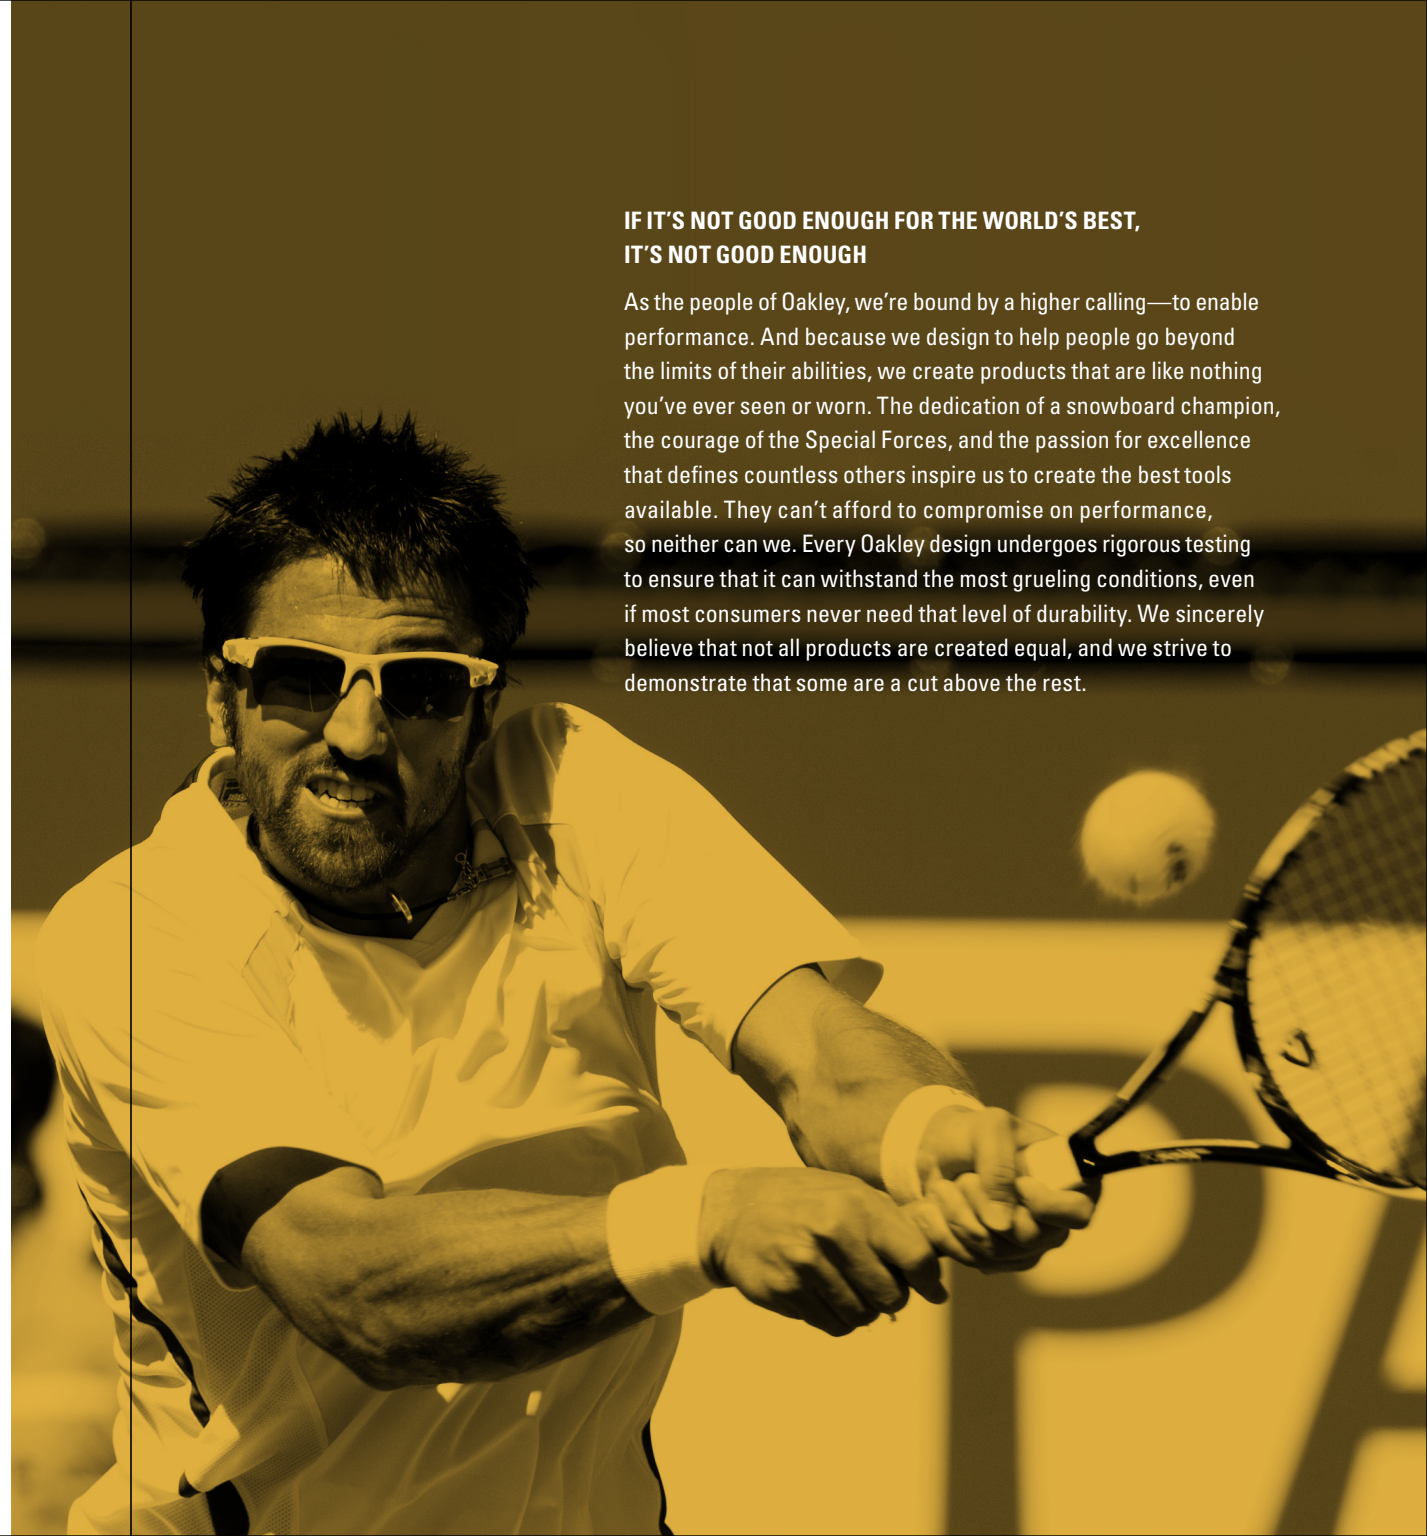 IF IT'S NOT GOOD ENOUGH FOR THE WORLD'S BEST,
IT'S NOT GOOD ENOUGH
As the people of Oakley, we're bound by a higher calling—to enable
performance. And because we design to help people go beyond
the limits of their abilities, we create products that are like nothing
you've ever seen or worn. The dedication of a snowboard champion,
the courage of the Special Forces, and the passion for excellence
that defines countless others inspire us to create the best tools
available. They can't afford to compromise on performance,
so neither can we. Every Oakley design undergoes rigorous testing
to ensure that it can withstand the most grueling conditions, even
if most consumers never need that level of durability. We sincerely
believe that not all products are created equal, and we strive to
demonstrate that some are a cut above the rest.
PA